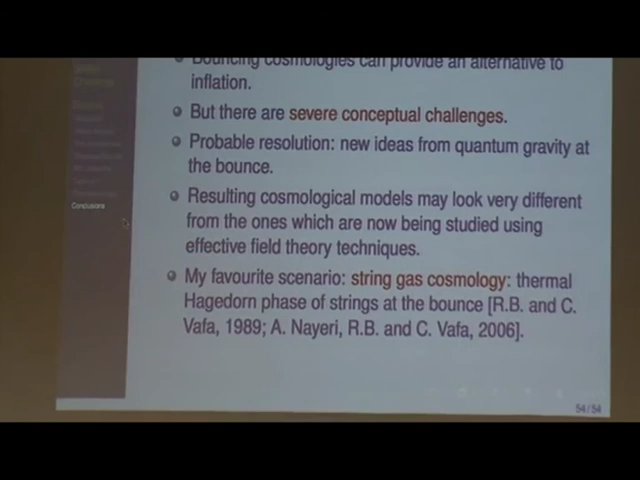 Bouncing cosmologies can provide an alternative to
inflation.
But there are severe conceptual challenges.
Probable resolution: new ideas from quantum gravity at
the bounce.
Resulting cosmological models may look very different
from the ones which are now being studied using
effective field theory techniques.
My favourite scenario: string gas cosmology: thermal
Hagedorn phase of strings at the bounce [R.B. and C.
Vafa, 1989; A. Nayeri, R.B. and C. Vafa, 2006].
Conclusions
54/54